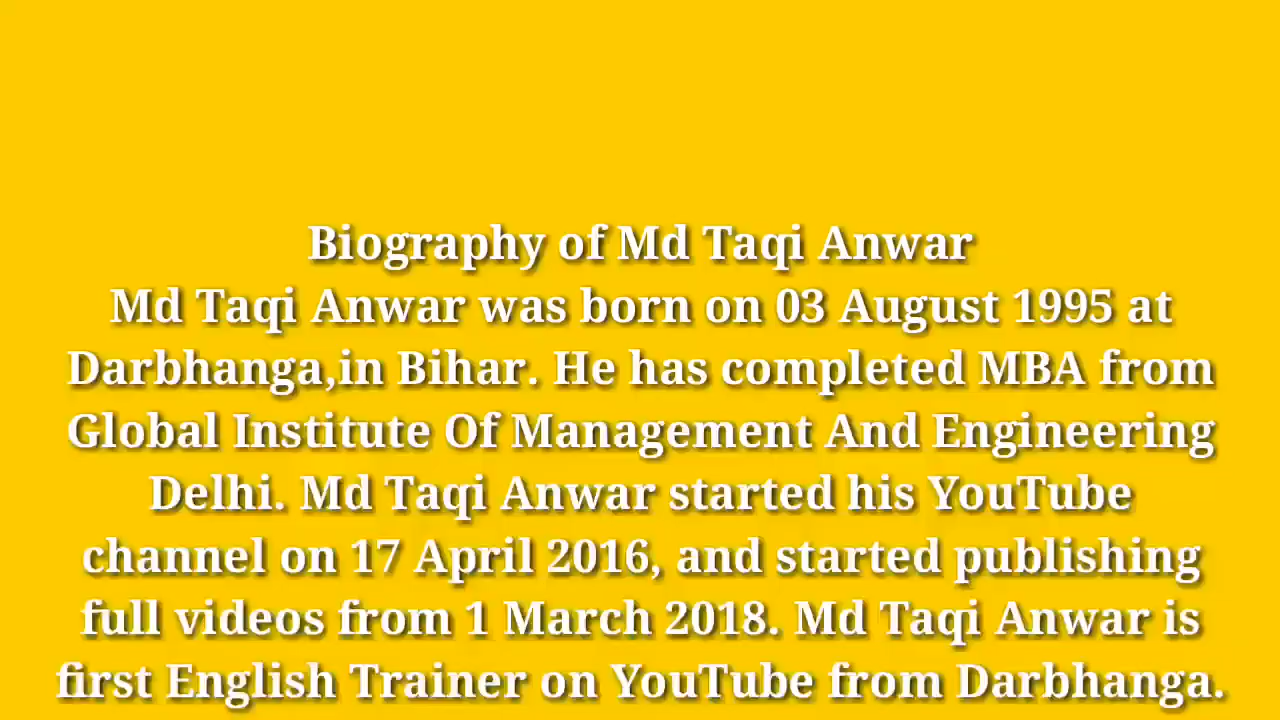 Biography of Md Taqi Anwar
Md Taqi Anwar was born on 03 August 1995 at
Darbhanga,in Bihar. He has completed MBA from
Global Institute Of Management And Engineering
Delhi. Md Taqi Anwar started his YouTube
channel on 17 April 2016, and started publishing
full videos from 1 March 2018. Md Taqi Anwar is
first English Trainer on YouTube from Darbhanga.